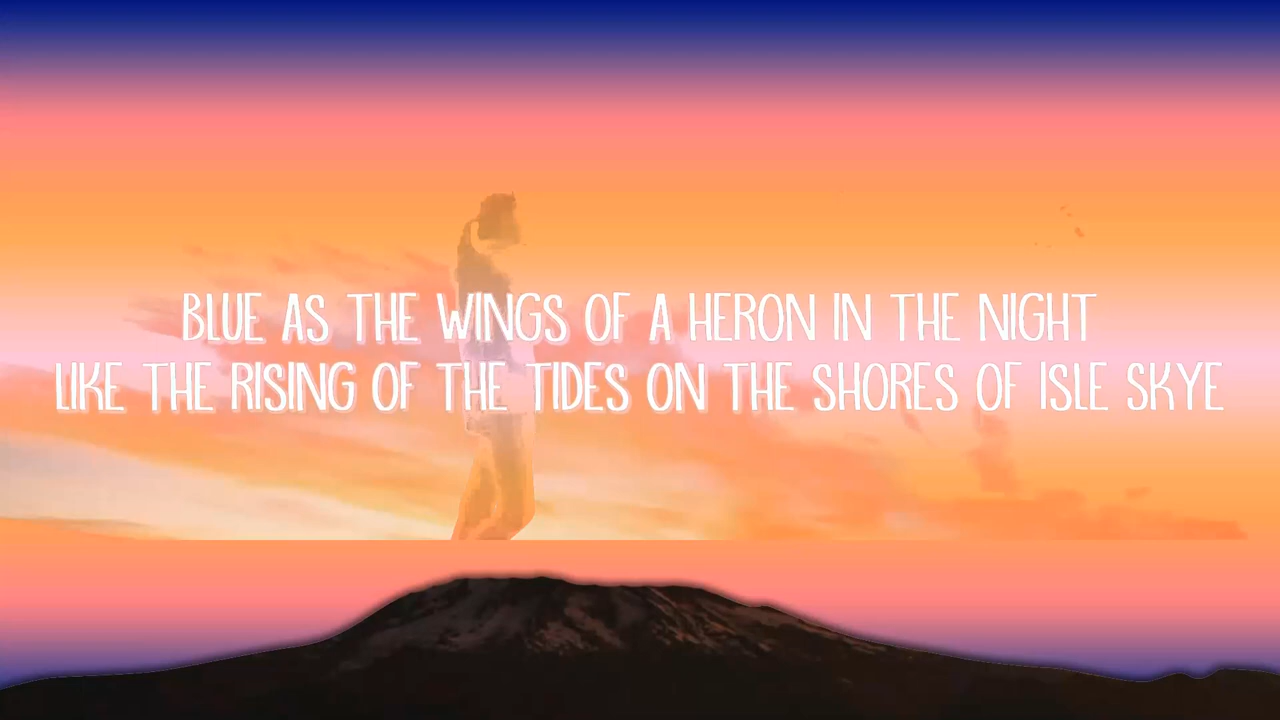 BLUE AS THE WINGS OF A HERON IN THE NIGHT
LIKE THE RISING OF THE TIDES ON THE SHORES OF ISLE SKYE